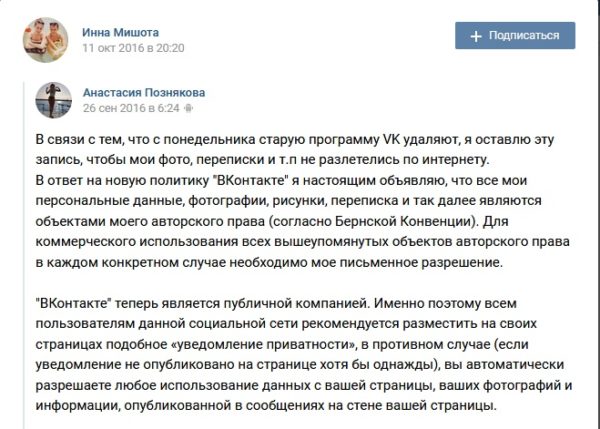 Инна Мишота
11 окт 2016 в 20:20
+ Подписаться
Анастасия Познякова
26 сен 2016 в 6:24
В связи с тем, что с понедельника старую программу VK удаляют, я оставлю эту
запись, чтобы мои фото, переписки и т.п не разлетелись по интернету.
В ответ на новую политику "ВКонтакте" я настоящим объявляю, что все мои
персональные данные, фотографии, рисунки, переписка и так далее являются
объектами моего авторского права (согласно Бернской Конвенции). Для
коммерческого использования всех вышеупомянутых объектов авторского права
в каждом конкретном случае необходимо мое письменное разрешение.
"ВКонтакте" теперь является публичной компанией. Именно поэтому всем
пользователям данной социальной сети рекомендуется разместить на своих
страницах подобное «уведомление приватности», в противном случае (если
уведомление не опубликовано на странице хотя бы однажды), вы автоматически
разрешаете любое использование данных с вашей страницы, ваших фотографий и
информации, опубликованной в сообщениях на стене вашей страницы.